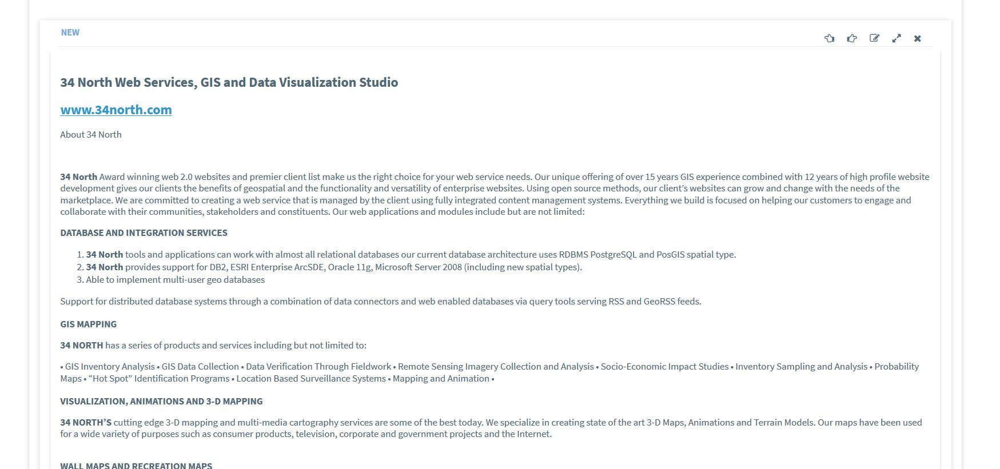 NEW
34 North Web Services, GIS and Data Visualization Studio
www.34north.com
About 34 North
34 North Award winning web 2.0 websites and premier client list make us the right choice for your web service needs. Our unique offering of over 15 years GIS experience combined with 12 years of high profile website
development gives our clients the benefits of geospatial and the functionality and versatility of enterprise websites. Using open source methods, our client’s websites can grow and change with the needs of the
marketplace. We are committed to creating a web service that is managed by the client using fully integrated content management systems. Everything we build is focused on helping our customers to engage and
collaborate with their communities, stakeholders and constituents. Our web applications and modules include but are not limited:
DATABASE AND INTEGRATION SERVICES
1. 34 North tools and applications can work with almost all relational databases our current database architecture uses RDBMS PostgreSQL and PosGIS spatial type.
2. 34 North provides support for DB2, ESRI Enterprise ArcSDE, Oracle 11g, Microsoft Server 2008 (including new spatial types).
3. Able to implement multi-user geo databases
Support for distributed database systems through a combination of data connectors and web enabled databases via query tools serving RSS and GeoRSS feeds.
GIS MAPPING
34 NORTH has a series of products and services including but not limited to:
• GIS Inventory Analysis • GIS Data Collection • Data Verification Through Fieldwork • Remote Sensing Imagery Collection and Analysis • Socio-Economic Impact Studies • Inventory Sampling and Analysis • Probability
Maps • “Hot Spot” Identification Programs • Location Based Surveillance Systems • Mapping and Animation •
VISUALIZATION, ANIMATIONS AND 3-D MAPPING
34 NORTH’S cutting edge 3-D mapping and multi-media cartography services are some of the best today. We specialize in creating state of the art 3-D Maps, Animations and Terrain Models. Our maps have been used
for a wide variety of purposes such as consumer products, television, corporate and government projects and the Internet.
WALL MAPS AND RECREATION MAPS